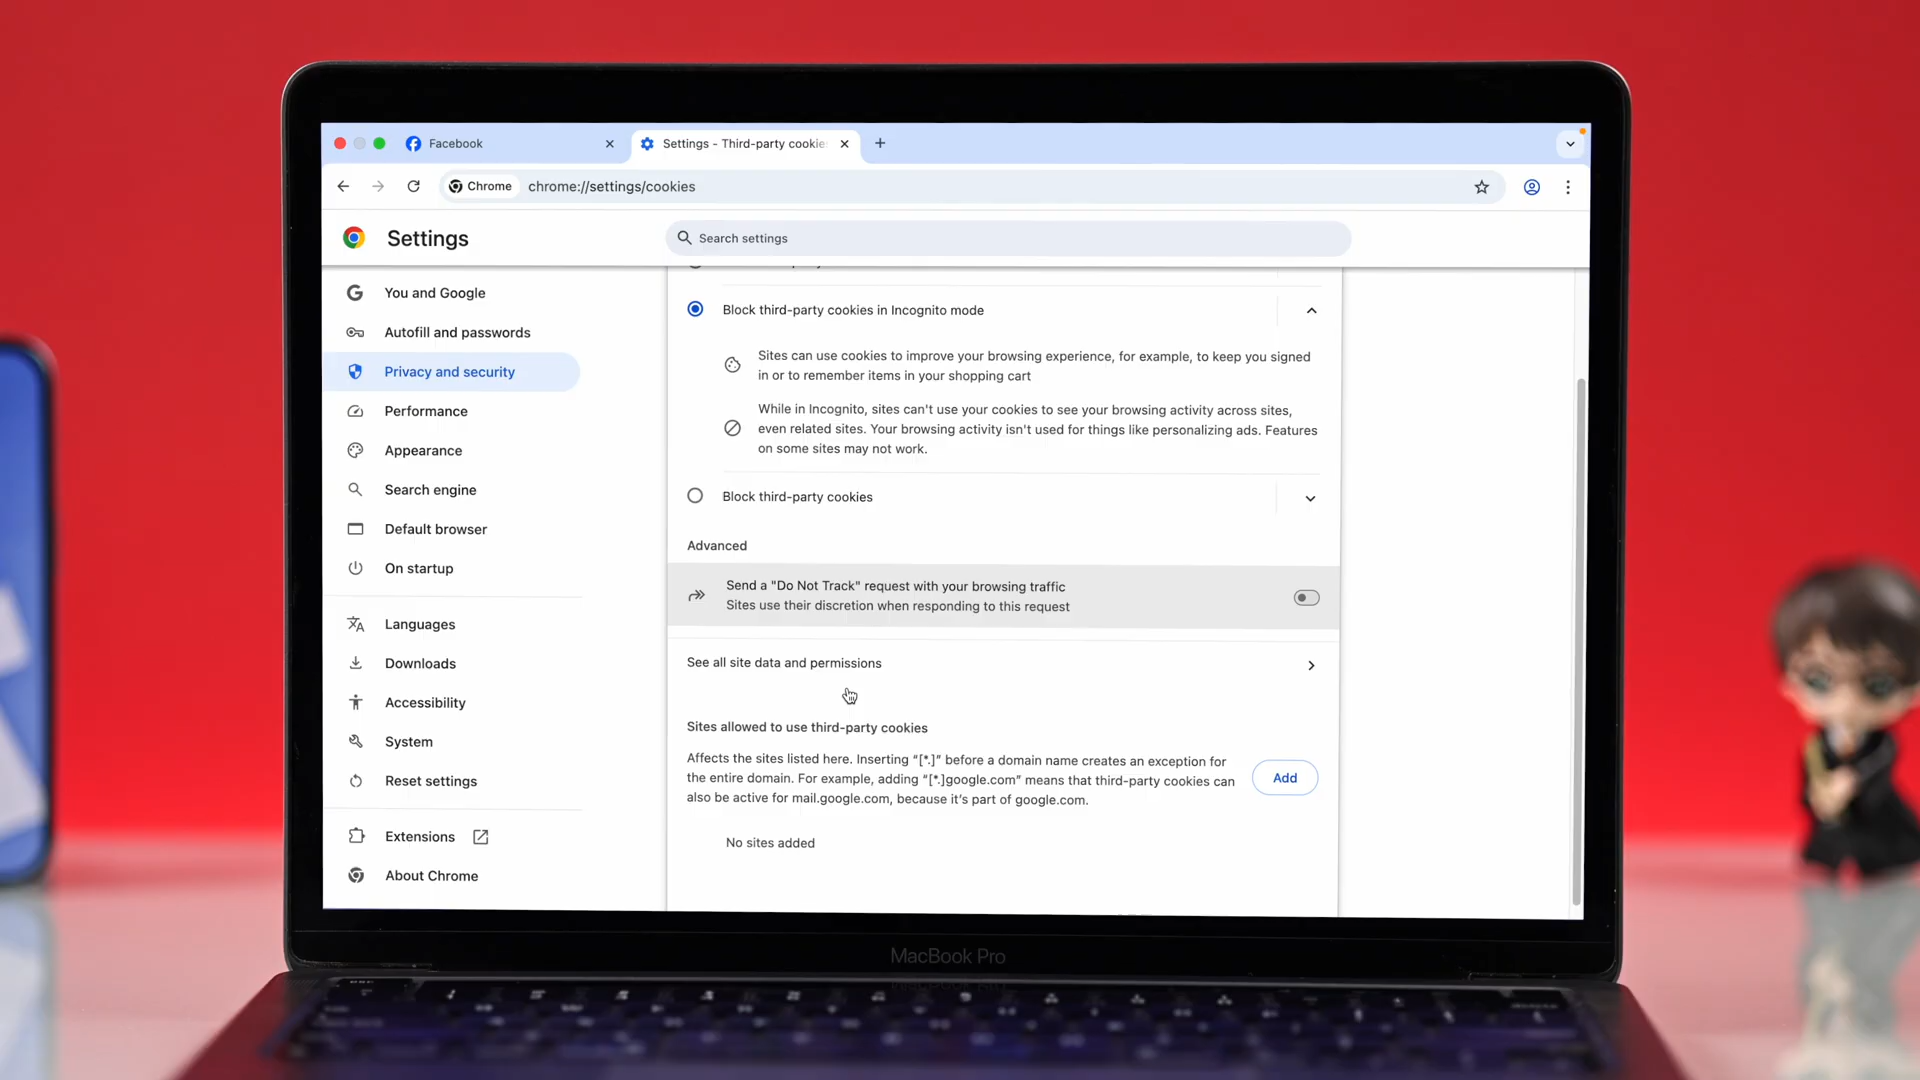 Facebook
Settings - Third-party cookie
Chrome
chrome://settings/cookies
Settings
Search settings
You and Google
Autofill and passwords
Privacy and security
Performance
Appearance
Search engine
Default browser
On startup
Languages
Downloads
Accessibility
System
Reset settings
Extensions
About Chrome
Block third-party cookies in Incognito mode
Sites can use cookies to improve your browsing experience, for example, to keep you signed
in or to remember items in your shopping cart
While in Incognito, sites can't use your cookies to see your browsing activity across sites,
even related sites. Your browsing activity isn't used for things like personalizing ads. Features
on some sites may not work.
Block third-party cookies
Advanced
Send a "Do Not Track" request with your browsing traffic
Sites use their discretion when responding to this request
See all site data and permissions
Sites allowed to use third-party cookies
Affects the sites listed here. Inserting “[*.]” before a domain name creates an exception for
the entire domain. For example, adding “[*.]google.com” means that third-party cookies can
also be active for mail.google.com, because it’s part of google.com.
Add
No sites added
MacBook Pro